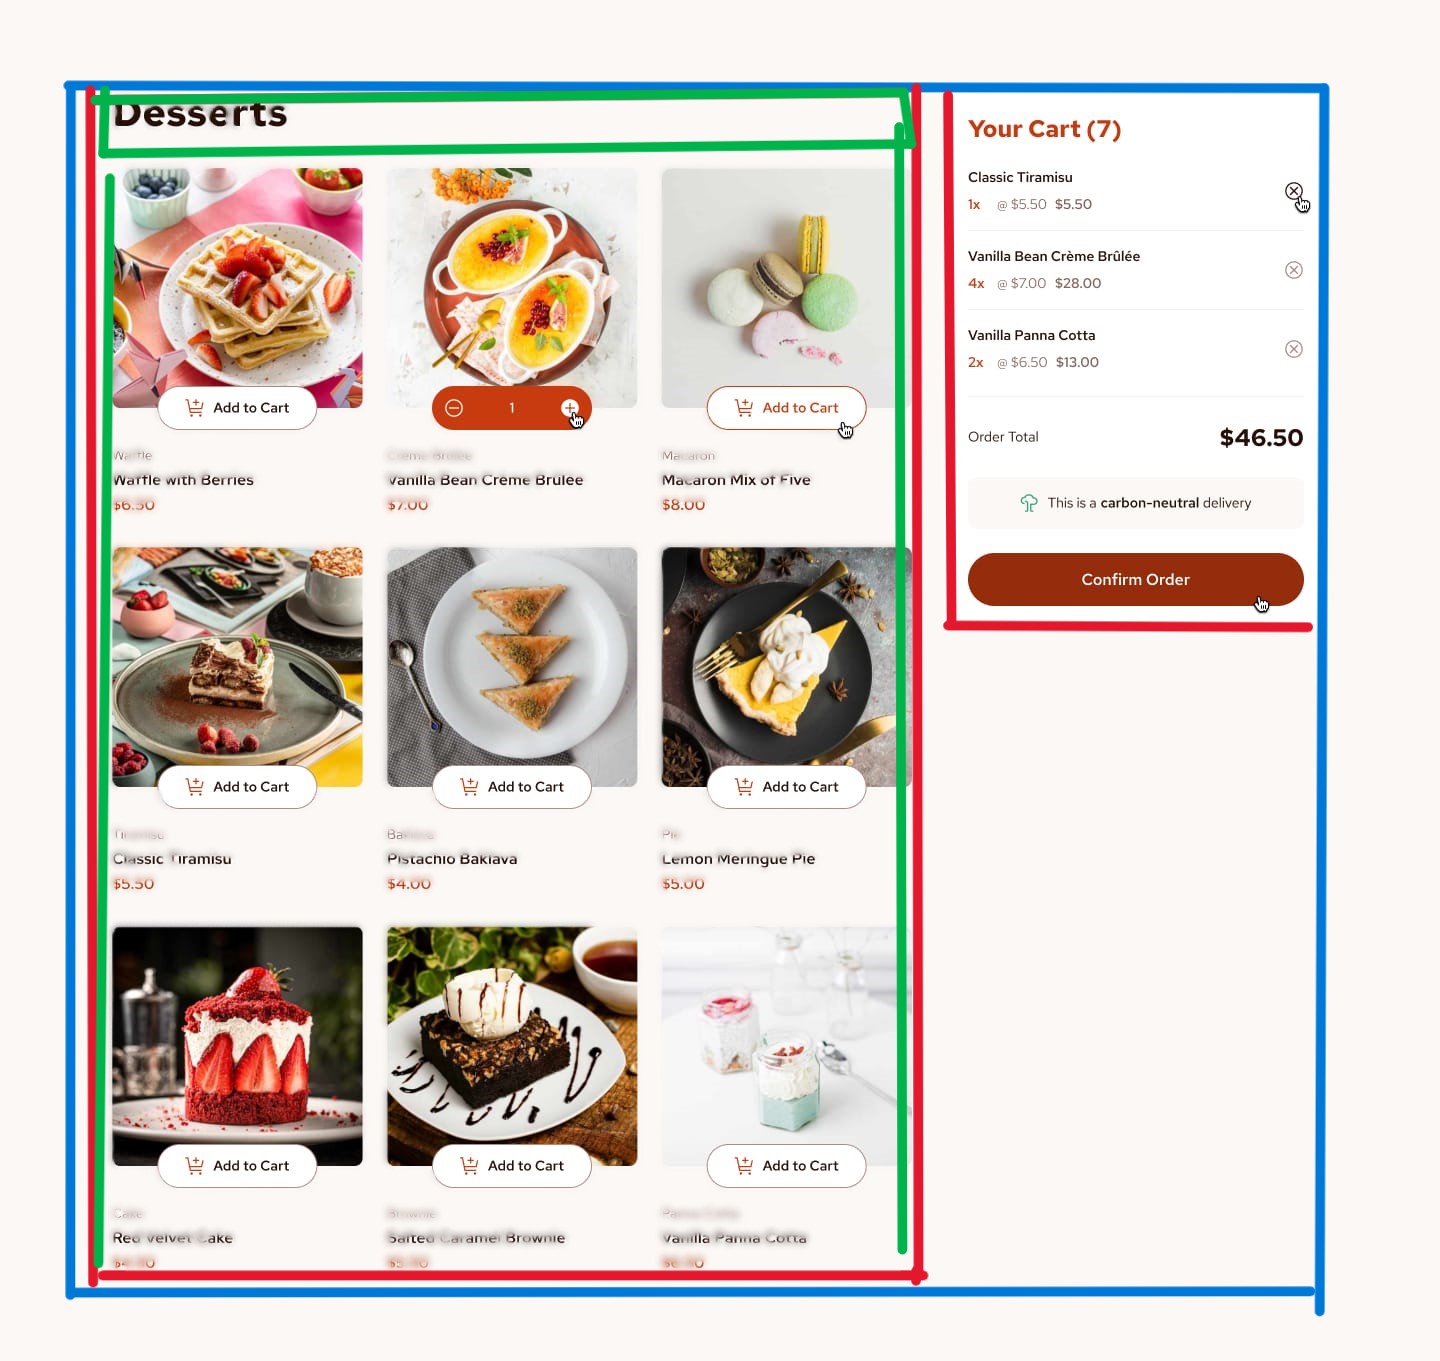 Desserts
Add to Cart
1
Add to Cart
Waffle
Waffle with Berries
$6.50
Vanilla Bean Crème Brûlée
$7.00
Macaron
Macaron Mix of Five
$8.00
Add to Cart
Add to Cart
Add to Cart
Tiramisu
Classic Tiramisu
$5.50
Baklava
Pistachio Baklava
$4.00
Pie
Lemon Meringue Pie
$5.00
Add to Cart
Add to Cart
Add to Cart
Cake
Red Velvet Cake
Brownie
Salted Caramel Brownie
Panna Cotta
Vanilla Panna Cotta
Your Cart (7)
Classic Tiramisu
1x @ $5.50 $5.50
Vanilla Bean Crème Brûlée
4x @ $7.00 $28.00
Vanilla Panna Cotta
2x @ $6.50 $13.00
Order Total $46.50
This is a carbon-neutral delivery
Confirm Order